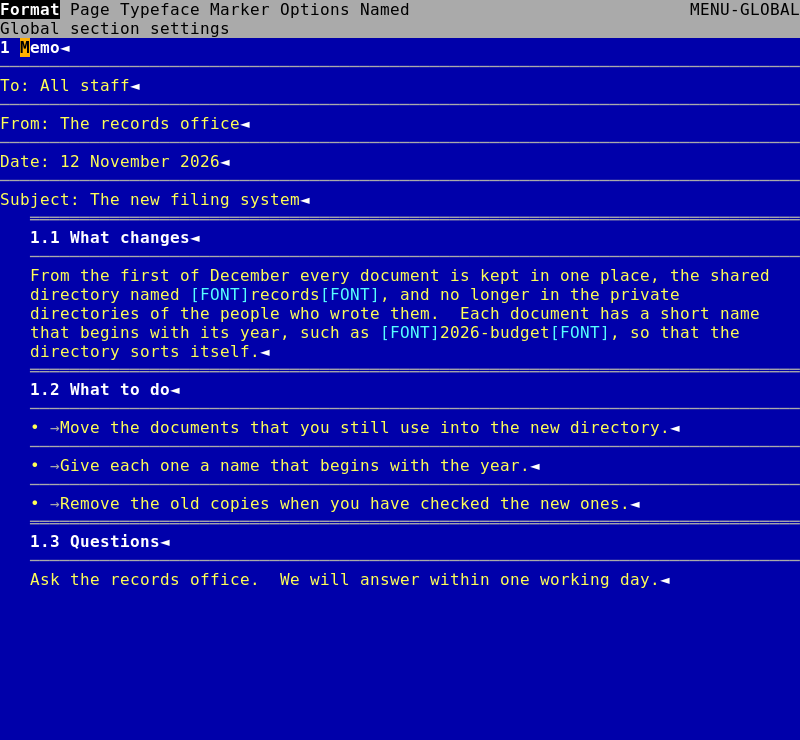 Format Page Typeface Marker Options Named MENU-GLOBAL
Global section settings
1 Memo◄
To: All staff◄
From: The records office◄
Date: 12 November 2026◄
Subject: The new filing system◄
1.1 What changes◄
From the first of December every document is kept in one place, the shared
directory named [FONT]records[FONT], and no longer in the private
directories of the people who wrote them.  Each document has a short name
that begins with its year, such as [FONT]2026-budget[FONT], so that the
directory sorts itself.◄
1.2 What to do◄
• →Move the documents that you still use into the new directory.◄
• →Give each one a name that begins with the year.◄
• →Remove the old copies when you have checked the new ones.◄
1.3 Questions◄
Ask the records office.  We will answer within one working day.◄